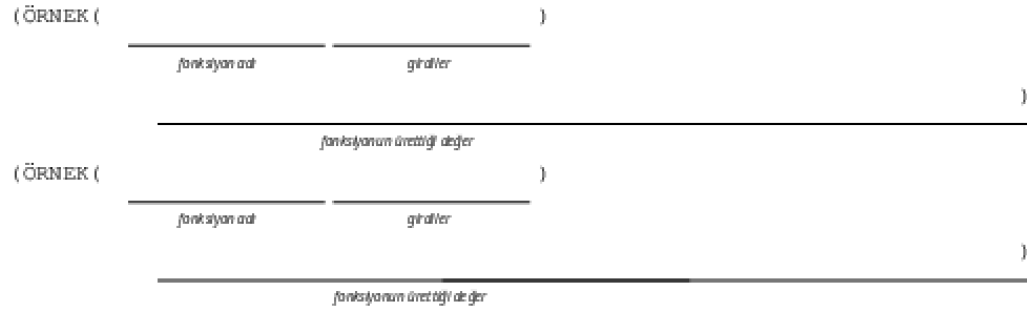 (ÖRNEK ( )
fonksiyon adı girdiler
)
fonksiyonun ürettiği değer
(ÖRNEK ( )
fonksiyon adı girdiler
)
fonksiyonun ürettiği değer